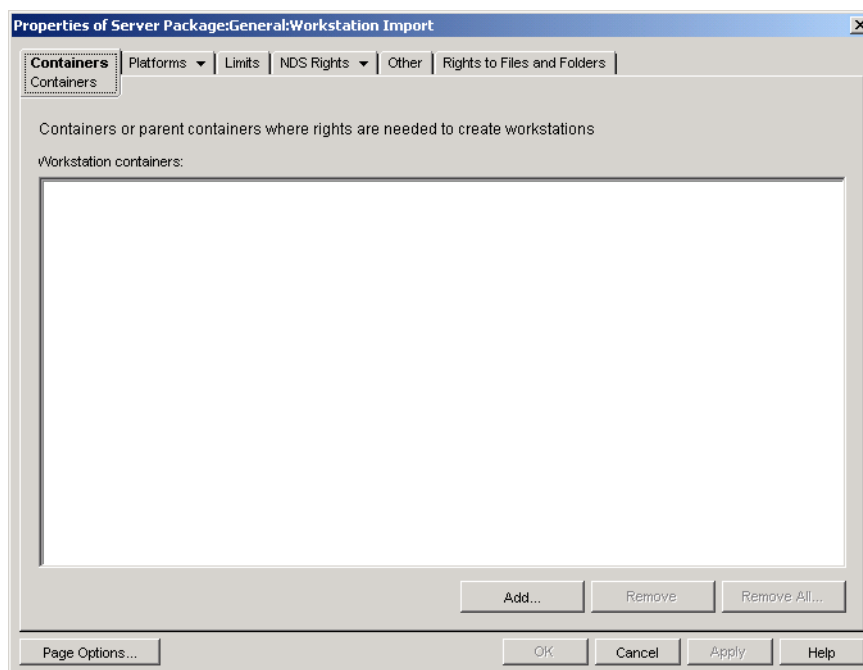 Properties of Server Package:General:Workstation Import
Containers Platforms Limits NDS Rights Other Rights to Files and Folders
Containers
Containers or parent containers where rights are needed to create workstations
Workstation containers:
Add... Remove Remove All...
Page Options... OK Cancel Apply Help